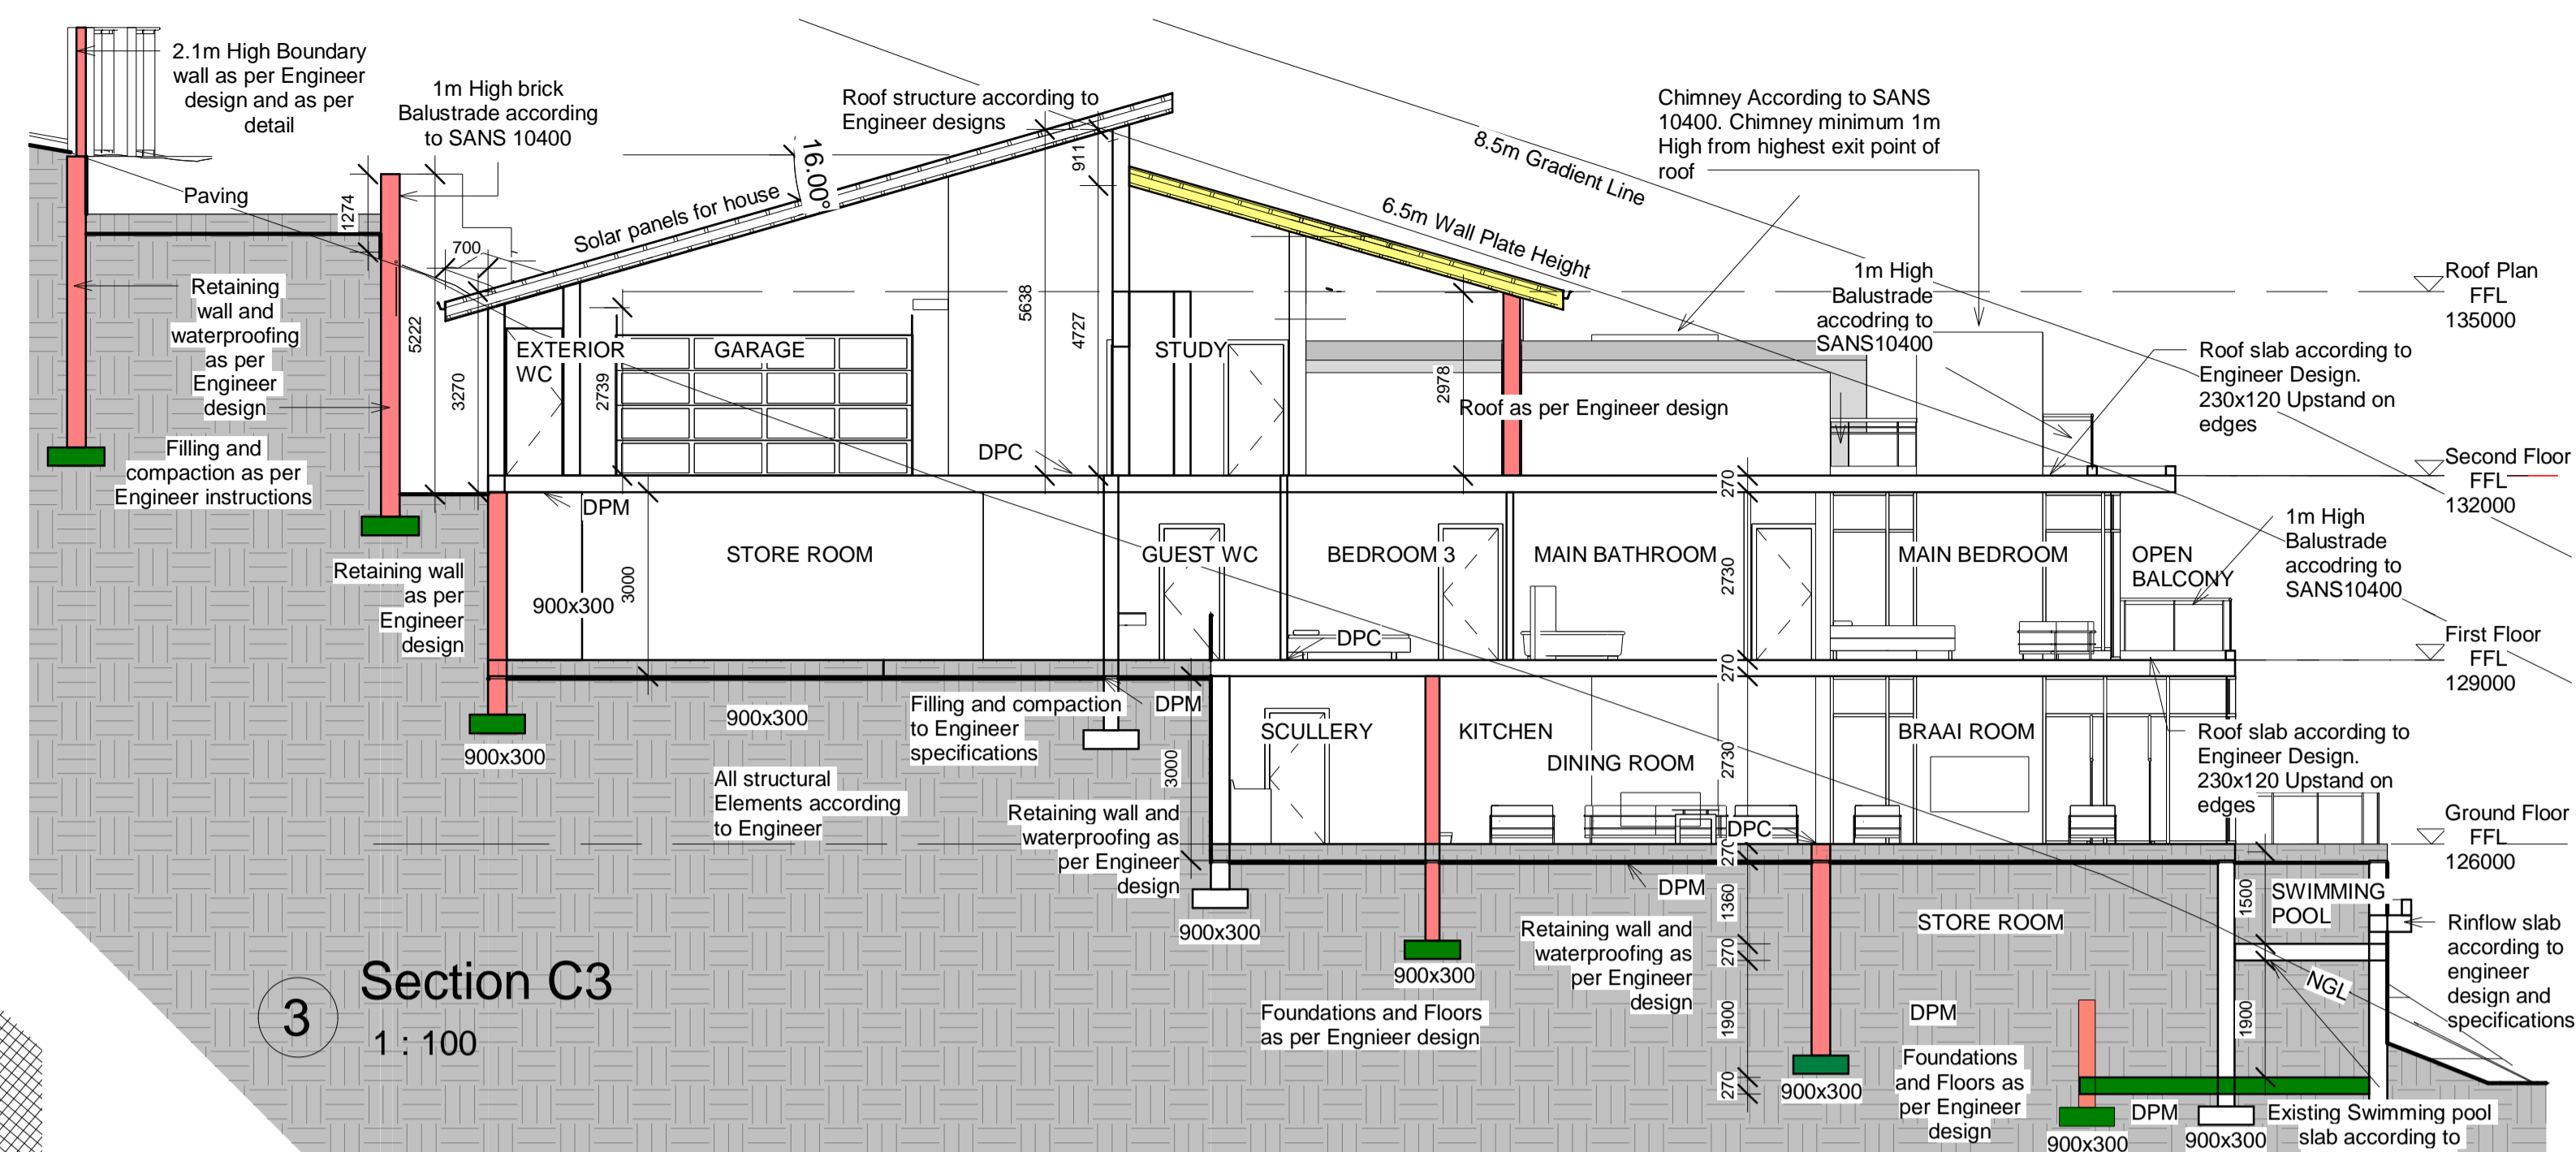 2.1m High Boundary
wall as per Engineer
design and as per
detail
1m High brick
Balustrade according
to SANS 10400
Roof structure according to
Engineer designs
Chimney According to SANS
10400. Chimney minimum 1m
High from highest exit point of
roof
8.5m Gradient Line
6.5m Wall Plate Height
16.00°
911
Paving
1274
700
Solar panels for house
Retaining
wall and
waterproofing
as per
Engineer
design
5222
3270
2739
5638
4727
2978
EXTERIOR
WC
GARAGE
STUDY
1m High
Balustrade
accodring to
SANS10400
Roof Plan
FFL
135000
Roof slab according to
Engineer Design.
230x120 Upstand on
edges
Roof as per Engineer design
Filling and
compaction as per
Engineer instructions
DPC
DPM
270
Second Floor
FFL
132000
1m High
Balustrade
accodring to
SANS10400
Retaining wall
as per
Engineer
design
STORE ROOM
900x300
3000
GUEST WC
BEDROOM 3
MAIN BATHROOM
2730
MAIN BEDROOM
OPEN
BALCONY
DPC
270
First Floor
FFL
129000
900x300
900x300
Filling and compaction
to Engineer
specifications
DPM
SCULLERY
KITCHEN
DINING ROOM
2730
BRAAI ROOM
Roof slab according to
Engineer Design.
230x120 Upstand on
edges
All structural
Elements according
to Engineer
3000
Retaining wall and
waterproofing as
per Engineer
design
DPC
270
Ground Floor
FFL
126000
DPM
900x300
900x300
1360
270
1900
270
Retaining wall and
waterproofing as
per Engineer
design
STORE ROOM
1500
SWIMMING
POOL
Rinflow slab
according to
engineer
design and
specifications
NGL
1900
Foundations and Floors
as per Engnieer design
DPM
Foundations
and Floors as
per Engineer
design
900x300
900x300
DPM
900x300
Existing Swimming pool
slab according to
3
Section C3
1 : 100